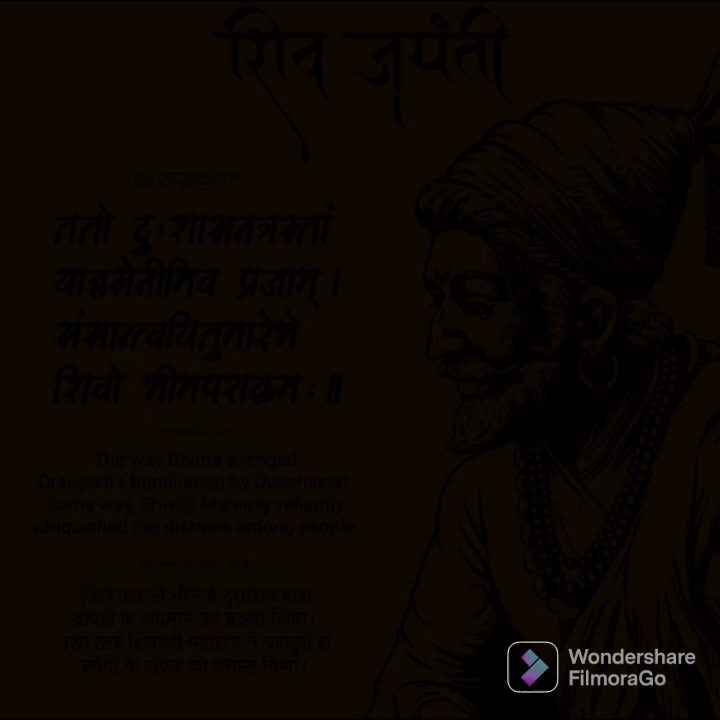 शिव जयंती
ततो दुःशासनत्रस्तां
याज्ञसेनीमिव प्रजाम् ।
संसान्त्वयितुमारेभे
शिवो भीमपराक्रमः ॥
The way Bhima avenged
Draupadi's humiliation by Dusshasan.
Same way, Shivaji Maharaj valiantly
vanquished the distress among people.
जिस तरह से भीम ने दुशासन द्वारा
द्रौपदी के अपमान का बदला लिया।
उसी तरह शिवाजी महाराज ने बहादुरी से
लोगों के संकट को परास्त किया।
Wondershare
FilmoraGo